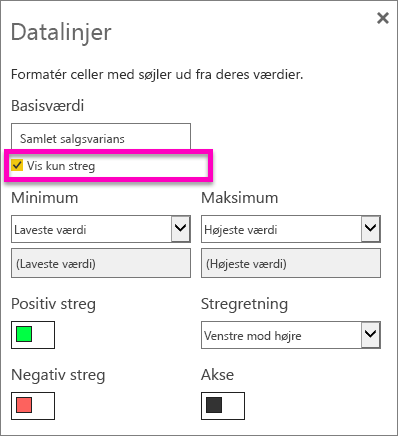 Datalinjer
Formatér celler med søjler ud fra deres værdier.
Basisværdi
Samlet salgsvarians
Vis kun streg
Minimum
Maksimum
Laveste værdi
Højeste værdi
(Laveste værdi)
(Højeste værdi)
Positiv streg
Stregretning
Venstre mod højre
Negativ streg
Akse